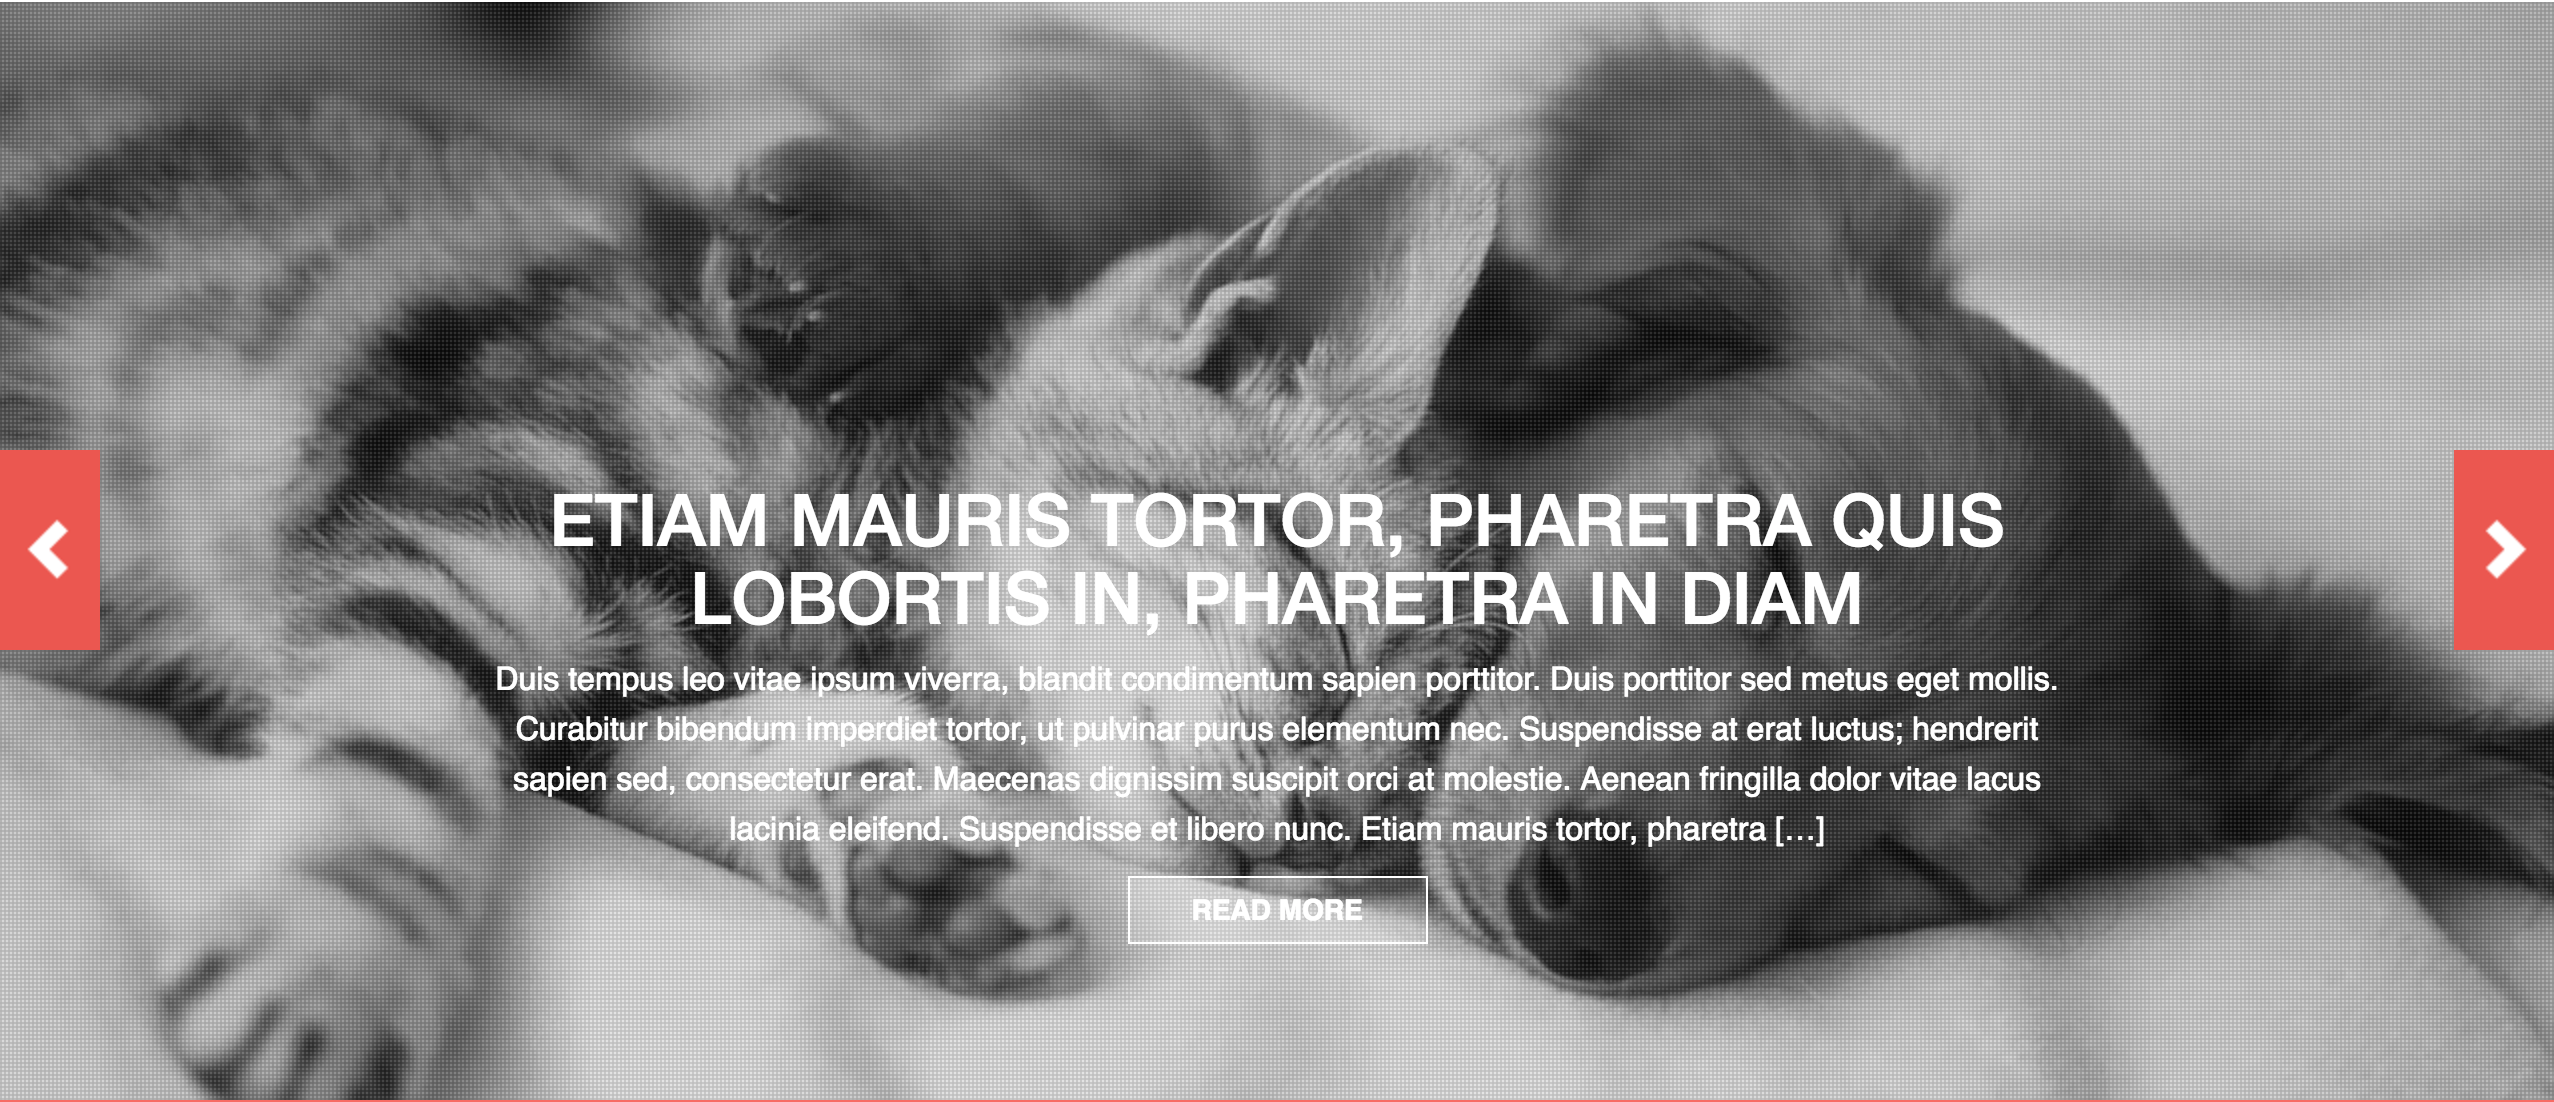 ETIAM MAURIS TORTOR, PHARETRA QUIS
LOBORTIS IN, PHARETRA IN DIAM
Duis tempus leo vitae ipsum viverra, blandit condimentum sapien porttitor. Duis porttitor sed metus eget mollis.
Curabitur bibendum imperdiet tortor, ut pulvinar purus elementum nec. Suspendisse at erat luctus; hendrerit
sapien sed, consectetur erat. Maecenas dignissim suscipit orci at molestie. Aenean fringilla dolor vitae lacus
lacinia eleifend. Suspendisse et libero nunc. Etiam mauris tortor, pharetra […]
READ MORE